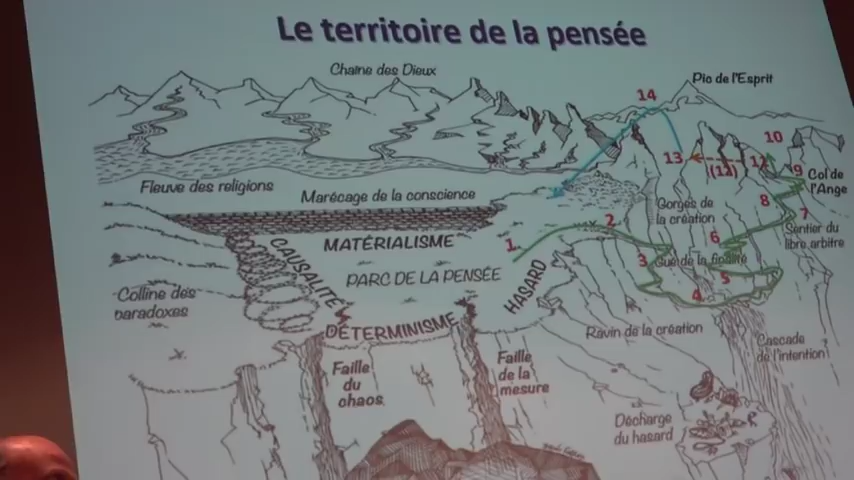 Le territoire de la pensée
Chaîne des Dieux
Pic de l'Esprit
14
10
13
(12)
11
9
Col de
l'Ange
Fleuve des religions
Marécage de la conscience
8
Gorges de
la création
7
2
Sentier du
libre arbitre
1
MATÉRIALISME
6
CAUSALITÉ
3
Gué de la finalité
PARC DE LA PENSÉE
5
HASARD
4
Colline des
paradoxes
DÉTERMINISME
Ravin de la création
Cascade
de l'intention
Faille
du
chaos
Faille
de la
mesure
Décharge
du hasard